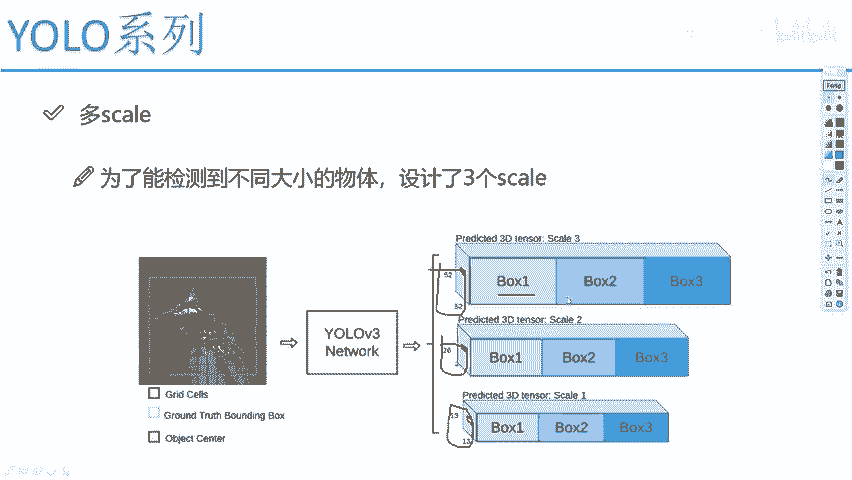 YOLO系列
多scale
为了能检测到不同大小的物体，设计了3个scale
Predicted 3D tensor: Scale 3
52
52
Box1
Box2
Box3
YOLOv3
Network
Predicted 3D tensor: Scale 2
26
Box1
Box2
Box3
Predicted 3D tensor: Scale 1
13
13
Box1
Box2
Box3
Grid Cells
Ground Truth Bounding Box
Object Center